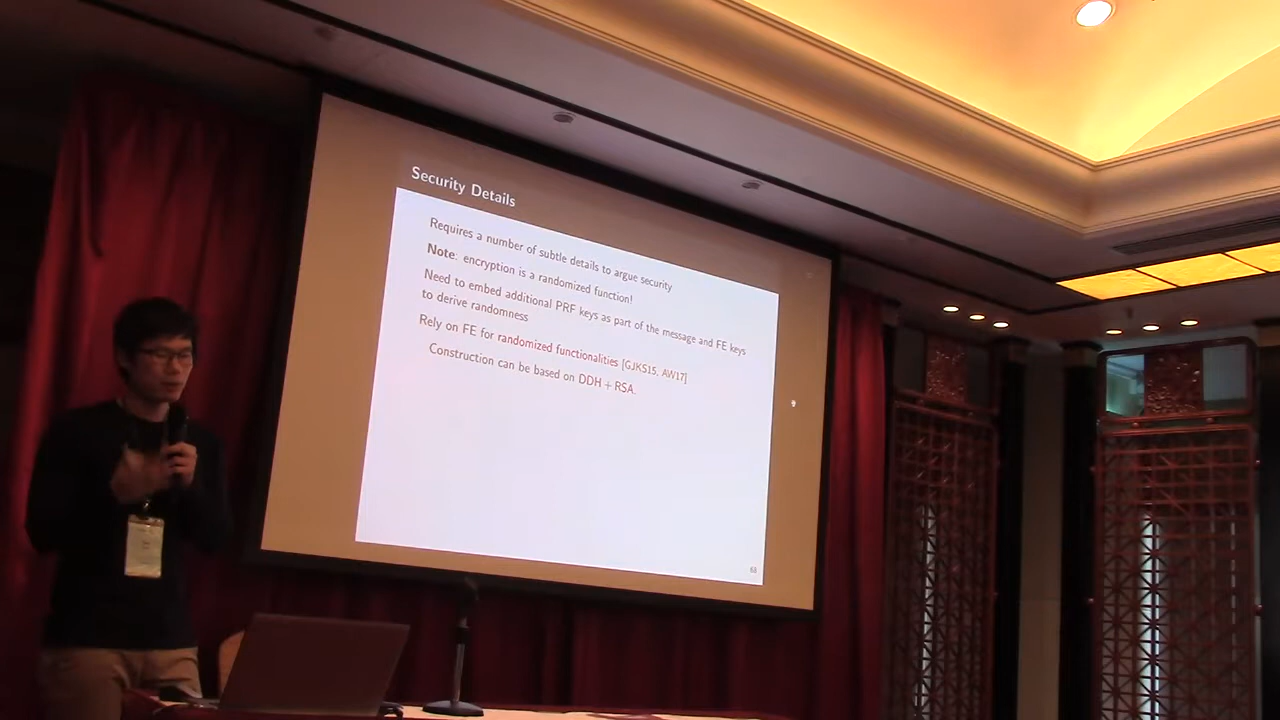 Security Details
Requires a number of subtle details to argue security
Note: encryption is a randomized function!
Need to embed additional PRF keys as part of the message and FE keys
to derive randomness
Rely on FE for randomized functionalities [GJKS15, AW17]
Construction can be based on DDH + RSA.
68